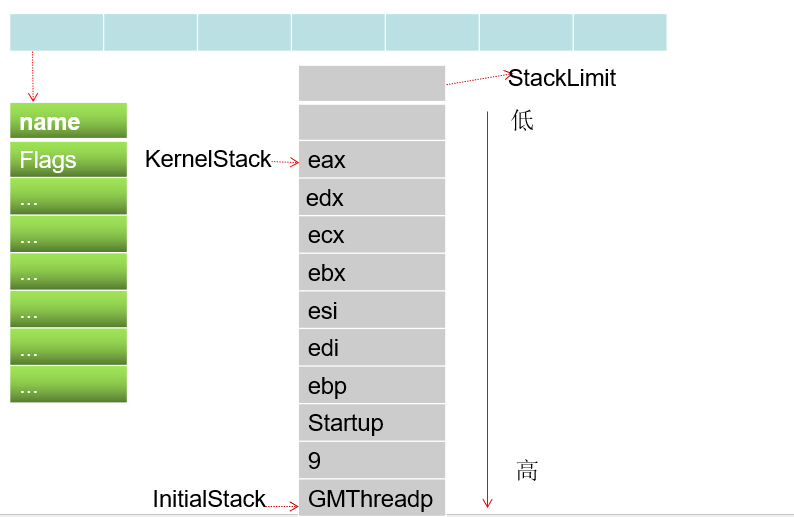 StackLimit
name
低
Flags
KernelStack
eax
...
edx
...
ecx
...
ebx
...
esi
...
edi
...
ebp
Startup
9
高
InitialStack
GMThreadp